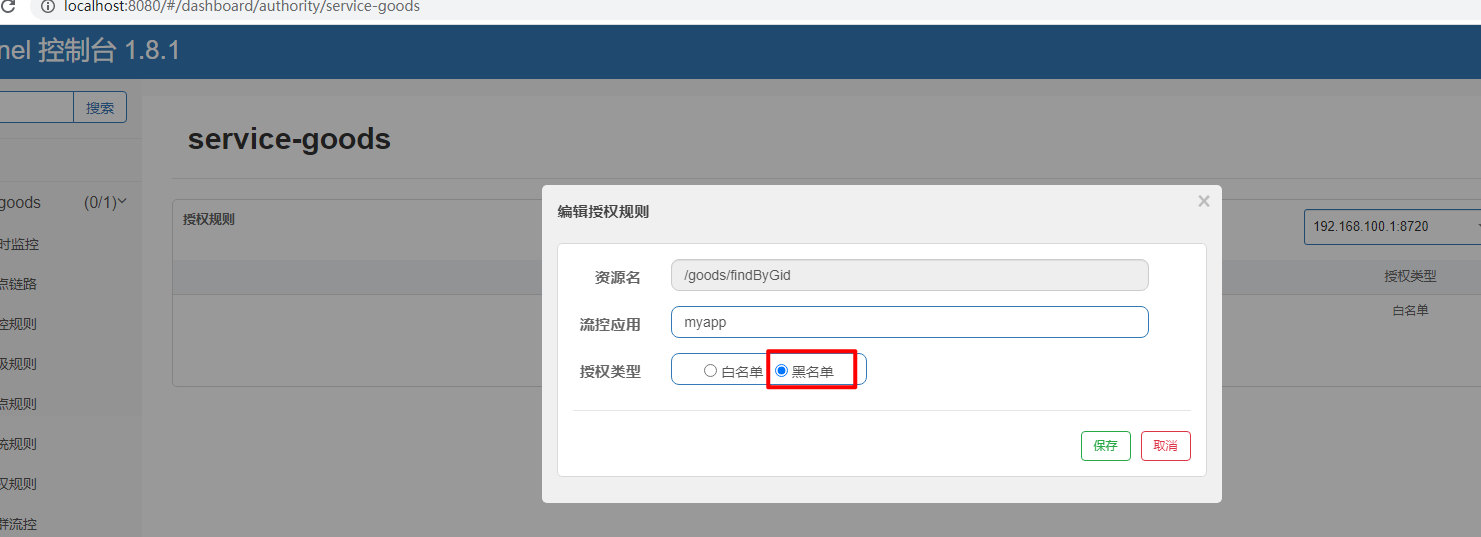 localhost:8080/#/dashboard/authority/service-goods
nel 控制台 1.8.1
搜索
service-goods
goods (0/1)
时监控
点链路
控规则
级规则
点规则
统规则
权规则
群流控
授权规则
192.168.100.1:8720
授权类型
白名单
编辑授权规则 ×
资源名 /goods/findByGid
流控应用 myapp
授权类型 白名单 黑名单
保存 取消